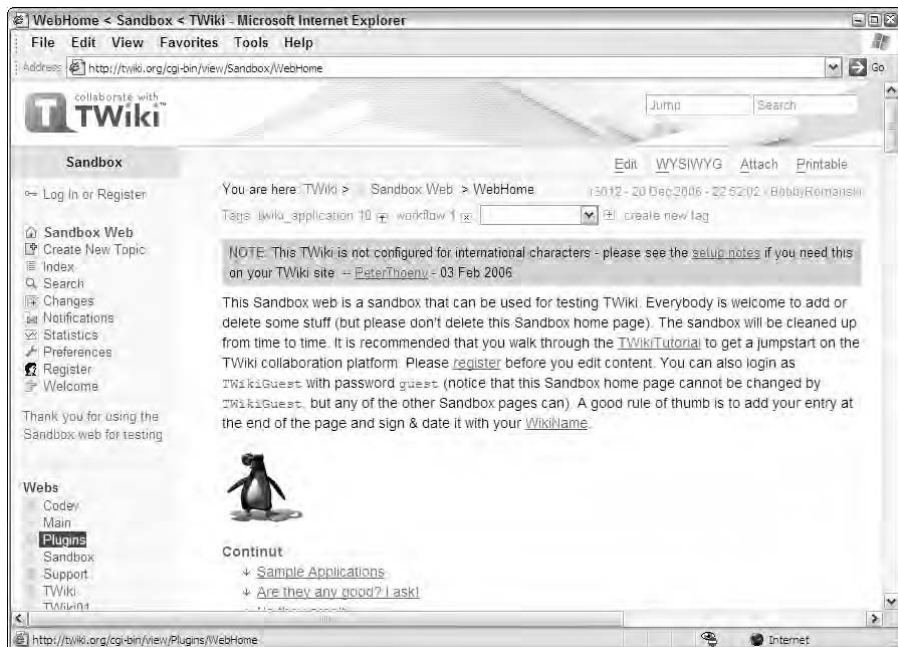 WebHome < Sandbox < TWiki - Microsoft Internet Explorer
File Edit View Favorites Tools Help
Address http://twiki.org/cgi-bin/view/Sandbox/WebHome Go
collaborate with
TWiki™
Jump Search
Sandbox
Edit WYSIWYG Attach Printable
Log In or Register
You are here: TWiki > Sandbox Web > WebHome
20 Dec 2006 - 22:52:02 - BobbyRomanski
Tags: twiki_application 10 workflow 1 create new tag
Sandbox Web
Create New Topic
Index
Search
Changes
Notifications
Statistics
Preferences
Register
Welcome
Thank you for using the
Sandbox web for testing
Webs
Codev
Main
Plugins
Sandbox
Support
TWiki
TWiki04
NOTE: This TWiki is not configured for international characters - please see the setup notes if you need this
on your TWiki site -- PeterThoeny - 03 Feb 2006
This Sandbox web is a sandbox that can be used for testing TWiki. Everybody is welcome to add or
delete some stuff (but please don't delete this Sandbox home page). The sandbox will be cleaned up
from time to time. It is recommended that you walk through the TWikiTutorial to get a jumpstart on the
TWiki collaboration platform. Please register before you edit content. You can also login as
TWikiGuest with password guest (notice that this Sandbox home page cannot be changed by
TWikiGuest, but any of the other Sandbox pages can). A good rule of thumb is to add your entry at
the end of the page and sign & date it with your WikiName.
Continut
Sample Applications
Are they any good? i ask!
http://twiki.org/cgi-bin/view/Plugins/WebHome Internet